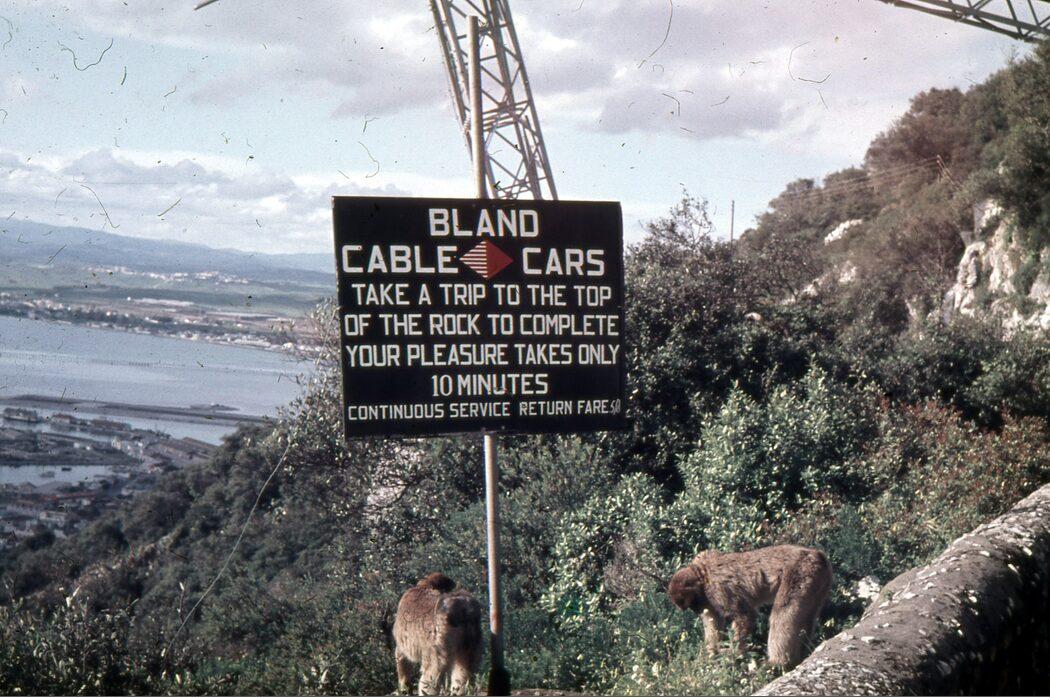 BLAND
CABLE CARS
TAKE A TRIP TO THE TOP
OF THE ROCK TO COMPLETE
YOUR PLEASURE TAKES ONLY
10 MINUTES
CONTINUOUS SERVICE RETURN FARE